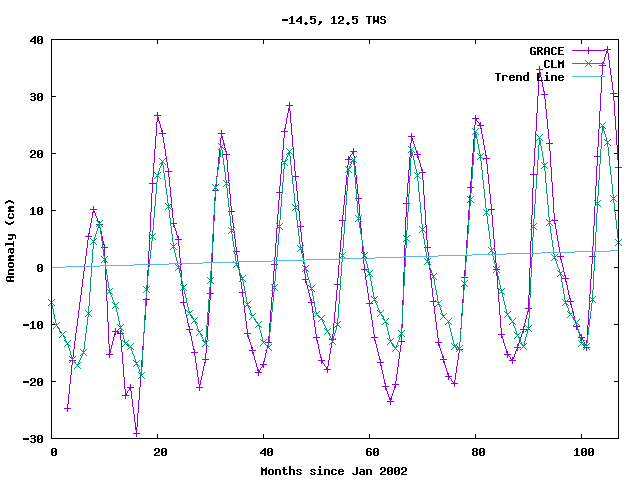 -14.5, 12.5 TWS
GRACE
CLM
Trend Line
Anomaly (cm)
40
30
20
10
0
-10
-20
-30
0 20 40 60 80 100
Months since Jan 2002